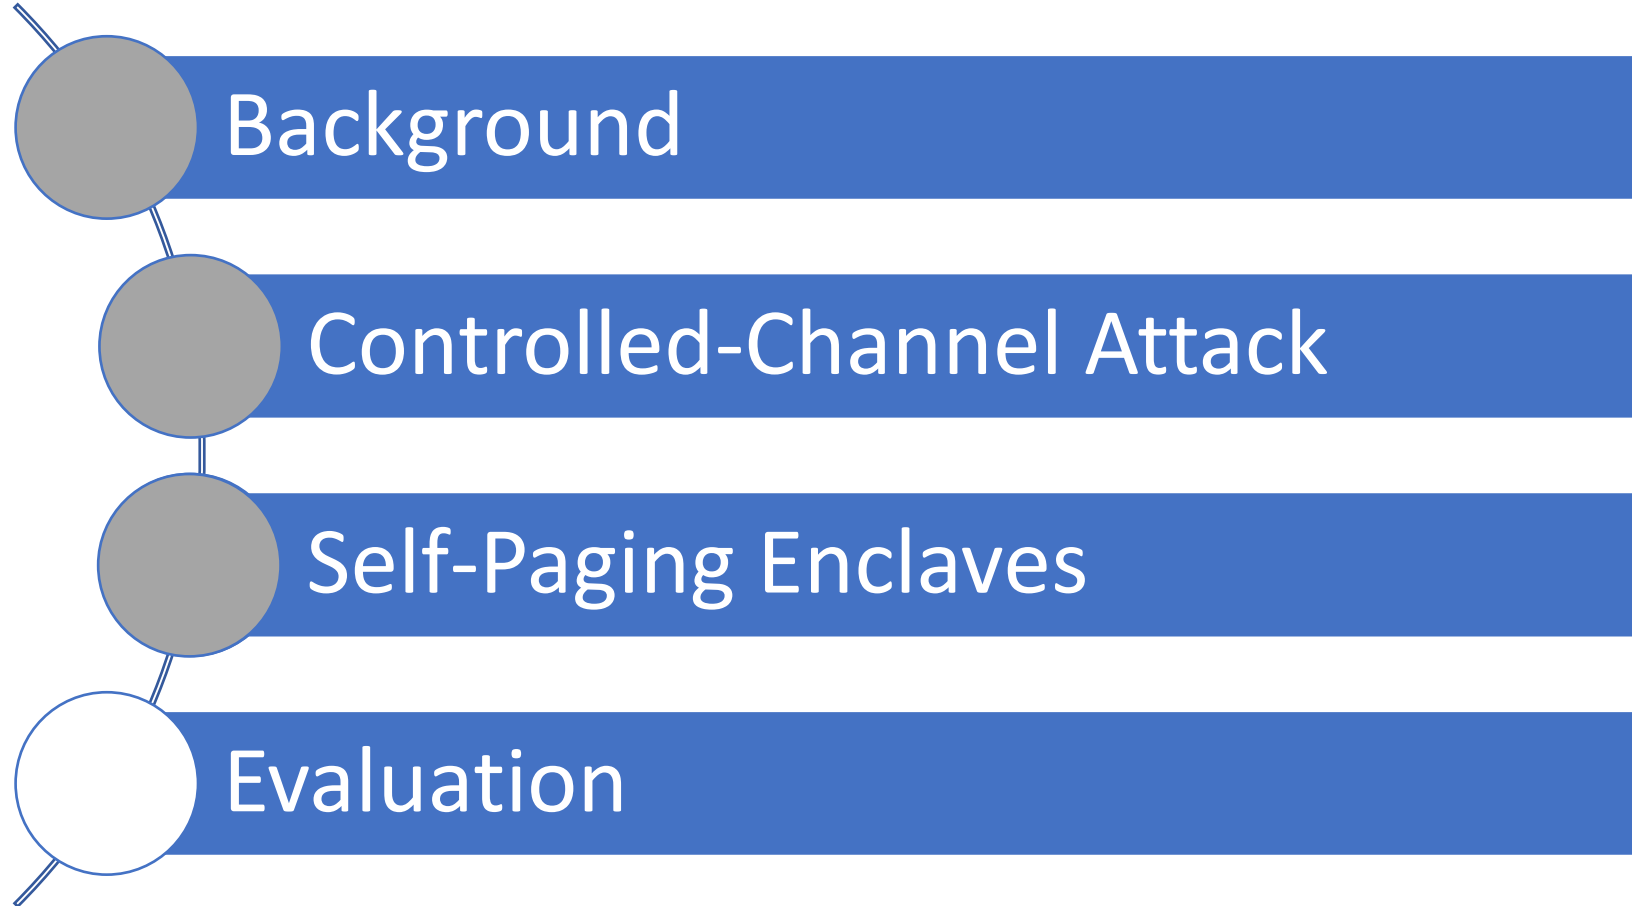 Background
Controlled-Channel Attack
Self-Paging Enclaves
Evaluation